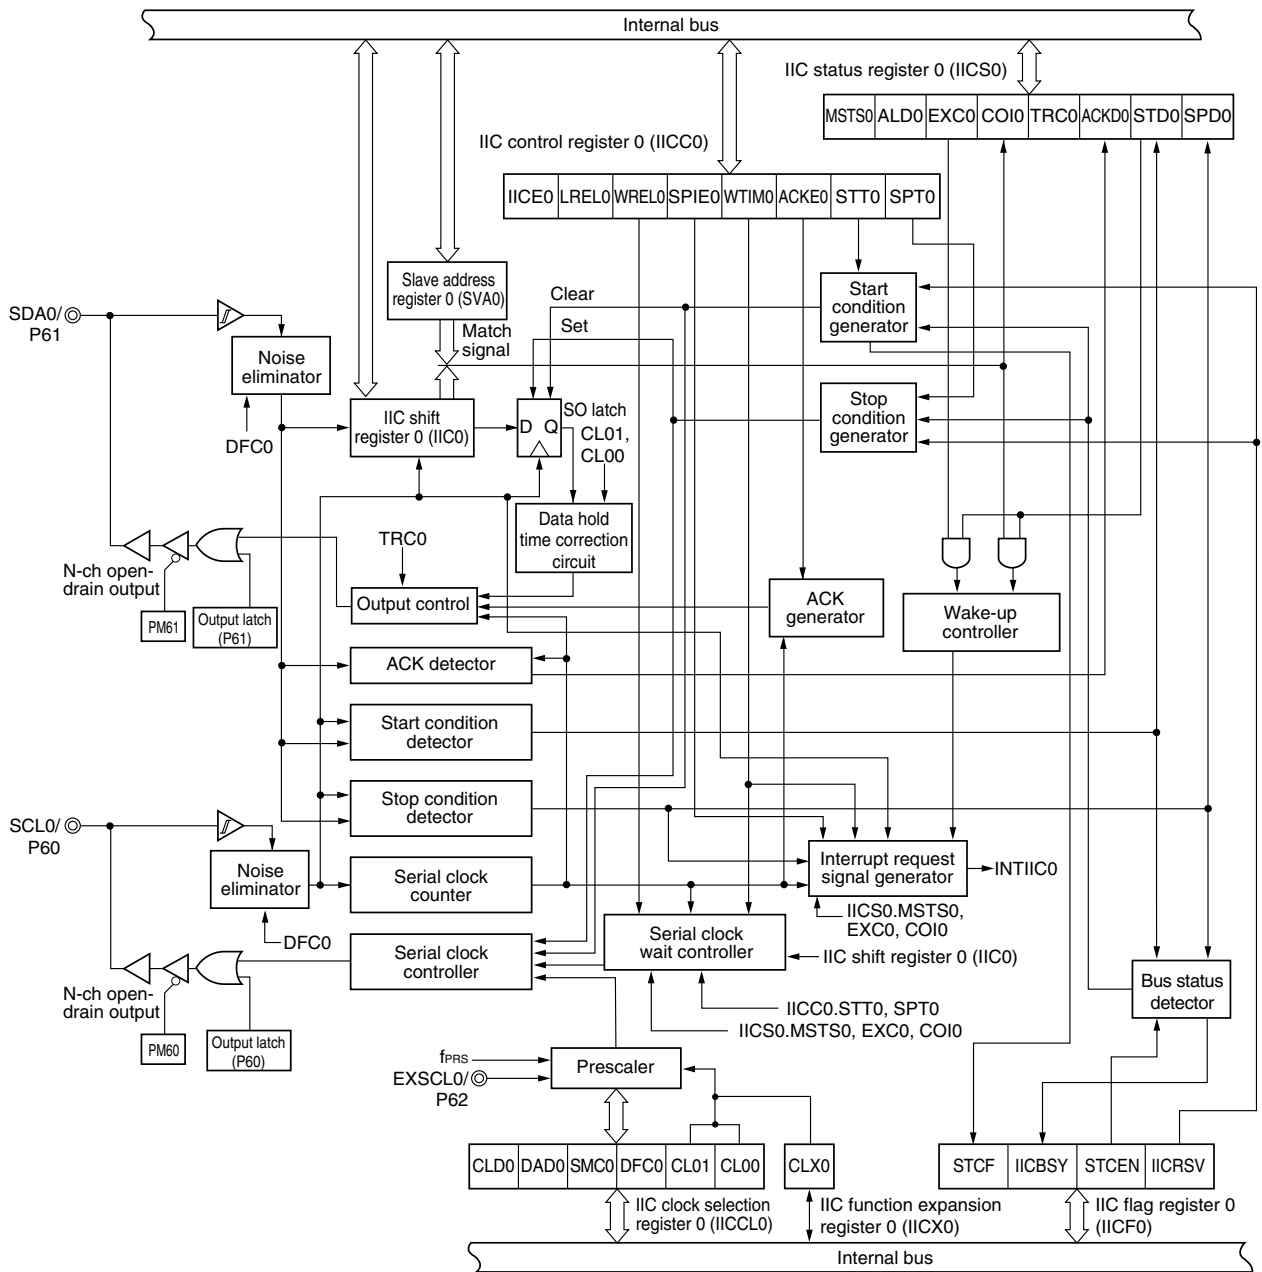 Internal bus
IIC status register 0 (IICS0)
MSTS0 ALD0 EXC0 COI0 TRC0 ACKD0 STD0 SPD0
IIC control register 0 (IICC0)
IICE0 LREL0 WREL0 SPIE0 WTIM0 ACKE0 STT0 SPT0
Slave address
register 0 (SVA0)
Clear
Set
Match
signal
Start
condition
generator
SDA0/
P61
Noise
eliminator
DFC0
IIC shift
register 0 (IIC0)
D Q
SO latch
CL01,
CL00
Stop
condition
generator
Data hold
time correction
circuit
TRC0
N-ch open-
drain output
PM61
Output latch
(P61)
Output control
ACK
generator
Wake-up
controller
ACK detector
Start condition
detector
Stop condition
detector
SCL0/
P60
Noise
eliminator
DFC0
Serial clock
counter
Interrupt request
signal generator
INTIIC0
IICS0.MSTS0,
EXC0, COI0
Serial clock
controller
Serial clock
wait controller
IIC shift register 0 (IIC0)
Bus status
detector
N-ch open-
drain output
PM60
Output latch
(P60)
IICC0.STT0, SPT0
IICS0.MSTS0, EXC0, COI0
fPRS
EXSCL0/
P62
Prescaler
CLD0 DAD0 SMC0 DFC0 CL01 CL00
CLX0
STCF IICBSY STCEN IICRSV
IIC clock selection
register 0 (IICCL0)
IIC function expansion
register 0 (IICX0)
IIC flag register 0
(IICF0)
Internal bus